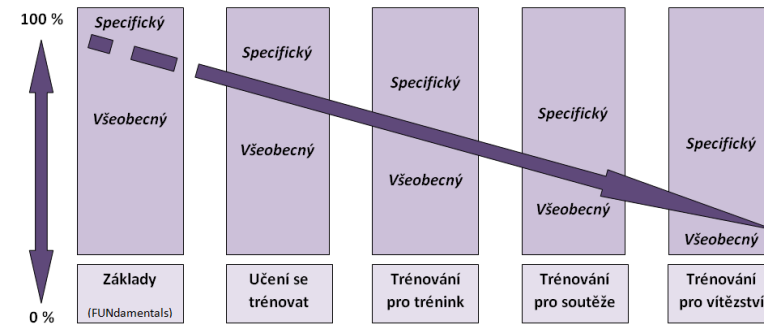 100 %
Specifický
Všeobecný
Specifický
Všeobecný
Specifický
Všeobecný
Specifický
Všeobecný
Specifický
Všeobecný
0 %
Základy
(FUNdamentals)
Učení se
trénovat
Trénování
pro trénink
Trénování
pro soutěže
Trénování
pro vítězství